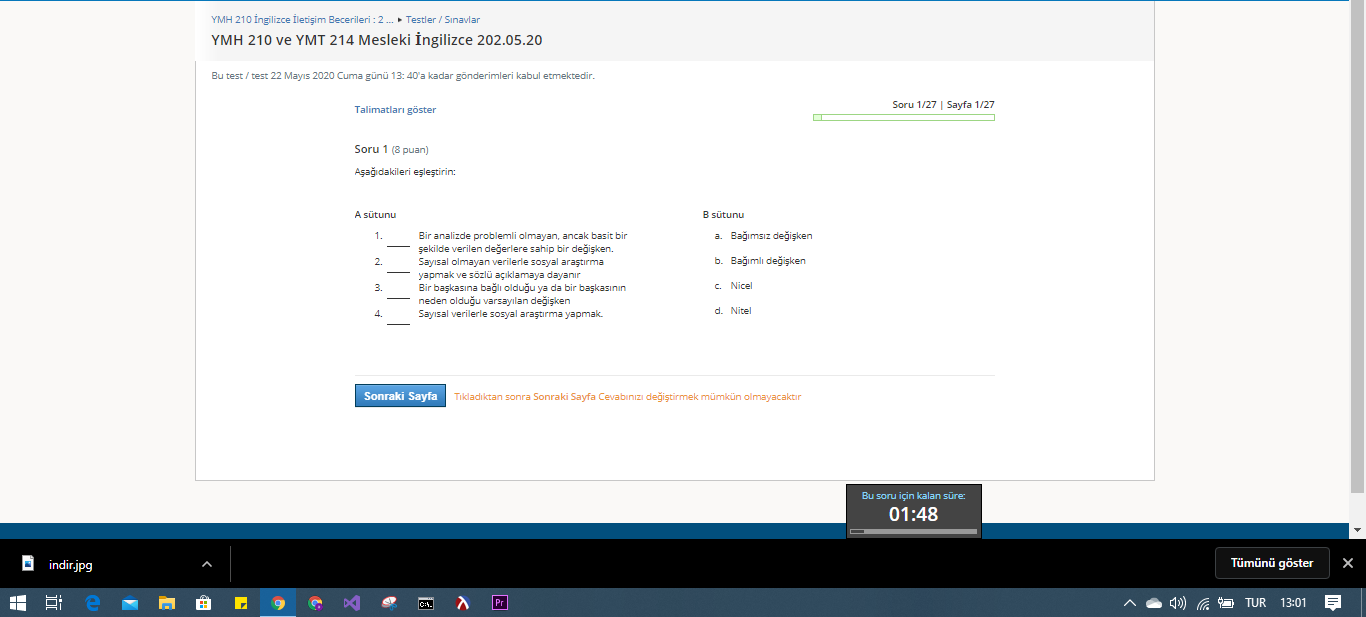 YMH 210 İngilizce İletişim Becerileri : 2 ... ▸ Testler / Sınavlar
YMH 210 ve YMT 214 Mesleki İngilizce 202.05.20
Bu test / test 22 Mayıs 2020 Cuma günü 13: 40'a kadar gönderimleri kabul etmektedir.
Talimatları göster
Soru 1/27 | Sayfa 1/27
Soru 1 (8 puan)
Aşağıdakileri eşleştirin:
A sütunu
1. ____ Bir analizde problemli olmayan, ancak basit bir
şekilde verilen değerlere sahip bir değişken.
2. ____ Sayısal olmayan verilerle sosyal araştırma
yapmak ve sözlü açıklamaya dayanır
3. ____ Bir başkasına bağlı olduğu ya da bir başkasının
neden olduğu varsayılan değişken
4. ____ Sayısal verilerle sosyal araştırma yapmak.
B sütunu
a. Bağımsız değişken
b. Bağımlı değişken
c. Nicel
d. Nitel
Sonraki Sayfa Tıkladıktan sonra Sonraki Sayfa Cevabınızı değiştirmek mümkün olmayacaktır
Bu soru için kalan süre:
01:48
indir.jpg
Tümünü göster
C:\_
Pr
TUR 13:01